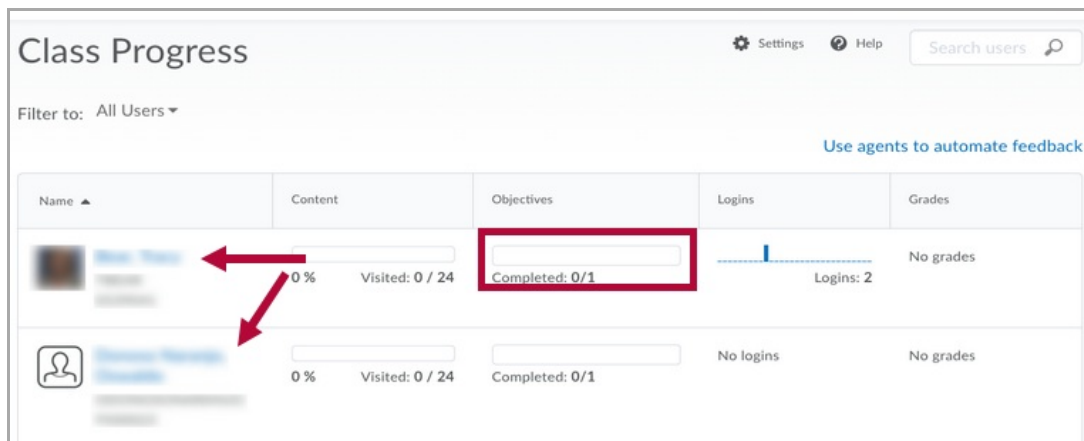 Class Progress
Settings Help Search users
Filter to: All Users
Use agents to automate feedback
Name Content Objectives Logins Grades
0 % Visited: 0 / 24 Completed: 0/1 Logins: 2 No grades
0 % Visited: 0 / 24 Completed: 0/1 No logins No grades